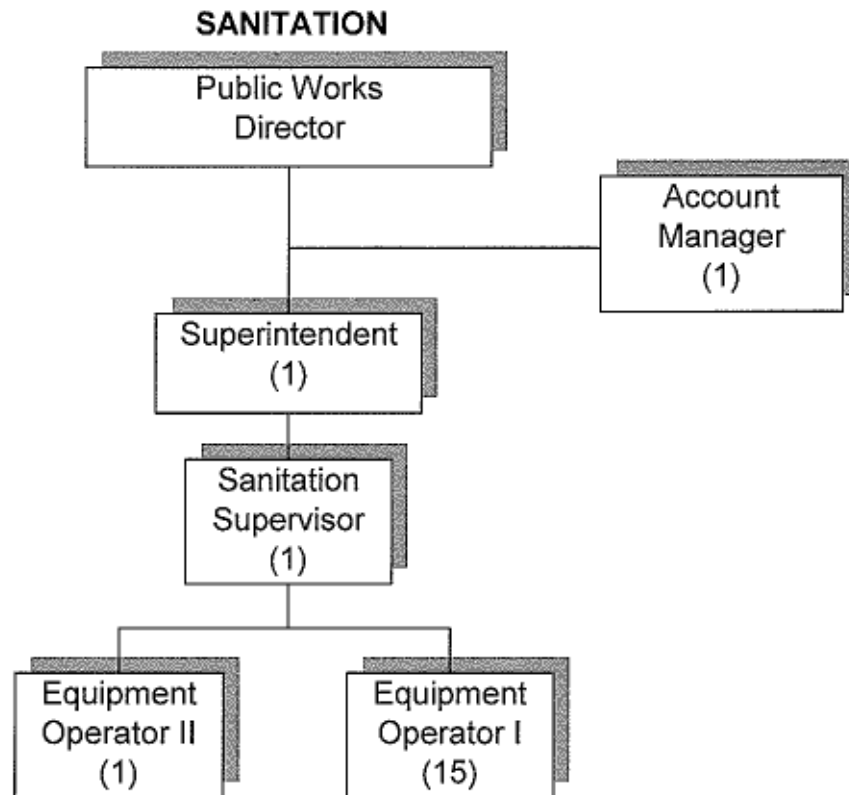 SANITATION
Public Works
Director
Account
Manager
(1)
Superintendent
(1)
Sanitation
Supervisor
(1)
Equipment
Operator II
(1)
Equipment
Operator I
(15)